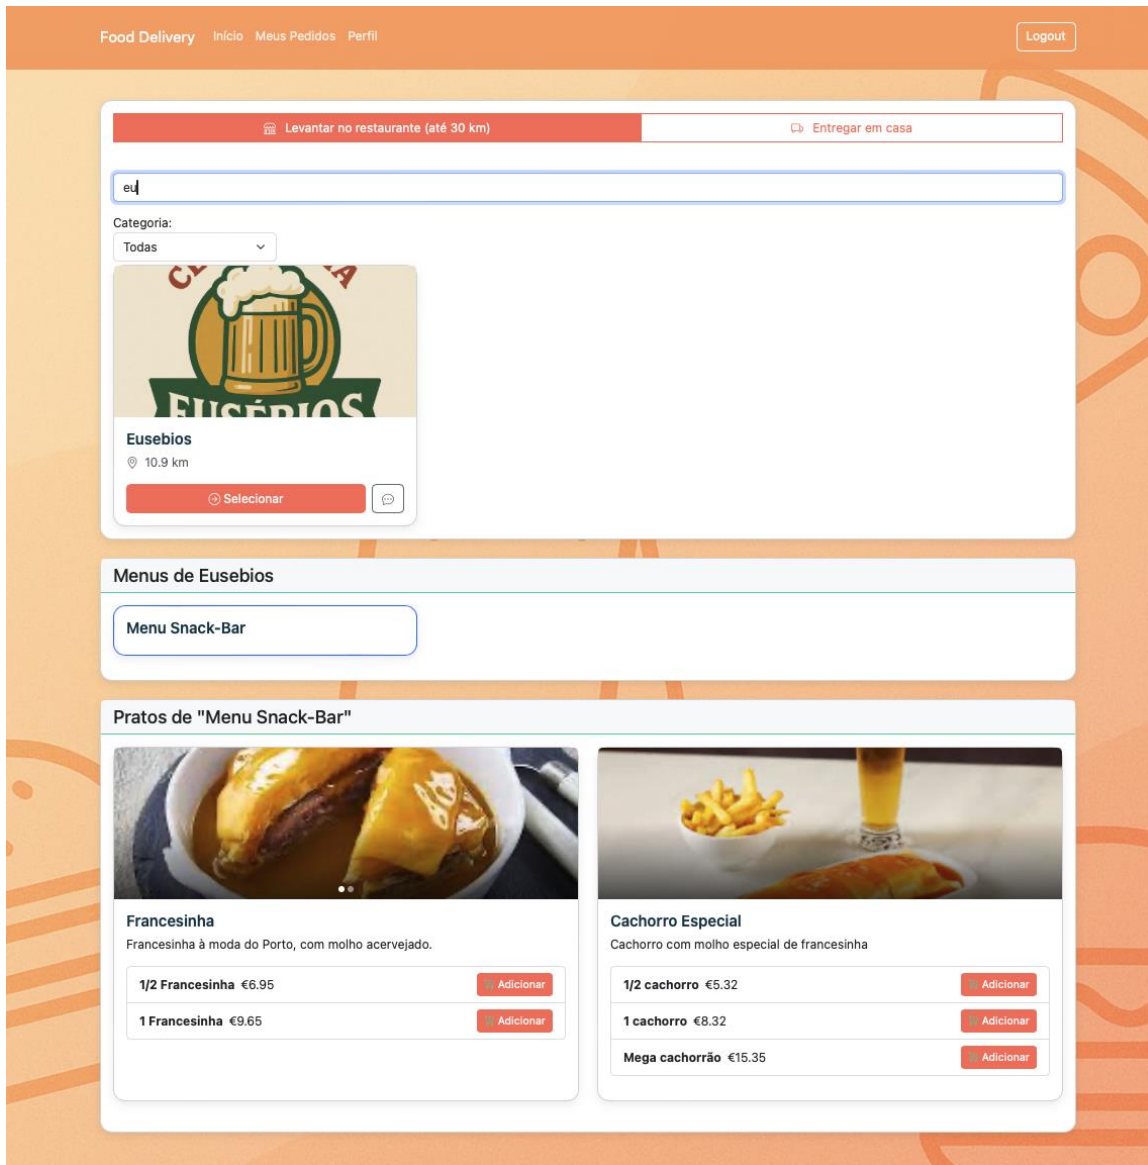 Food Delivery Início Meus Pedidos Perfil Logout
Levantar no restaurante (até 30 km) Entregar em casa
eu
Categoria:
Todas
EUSÉBIOS
Eusebios
10.9 km
Selecionar
Menus de Eusebios
Menu Snack-Bar
Pratos de "Menu Snack-Bar"
Francesinha
Francesinha à moda do Porto, com molho acervejado.
1/2 Francesinha €6.95 Adicionar
1 Francesinha €9.65 Adicionar
Cachorro Especial
Cachorro com molho especial de francesinha
1/2 cachorro €5.32 Adicionar
1 cachorro €8.32 Adicionar
Mega cachorrão €15.35 Adicionar